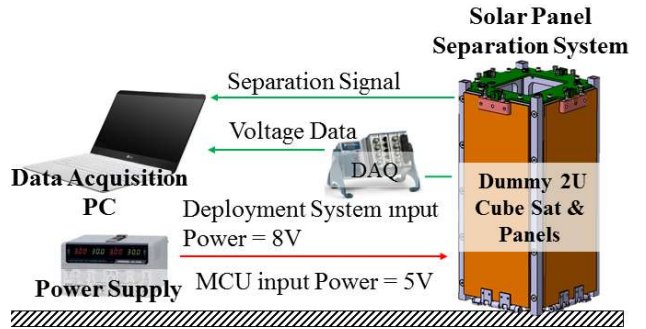 Solar Panel
Separation System
Separation Signal
Voltage Data
DAQ
Data Acquisition
PC
Dummy 2U
Cube Sat &
Panels
Deployment System input
Power = 8V
Power Supply
MCU input Power = 5V